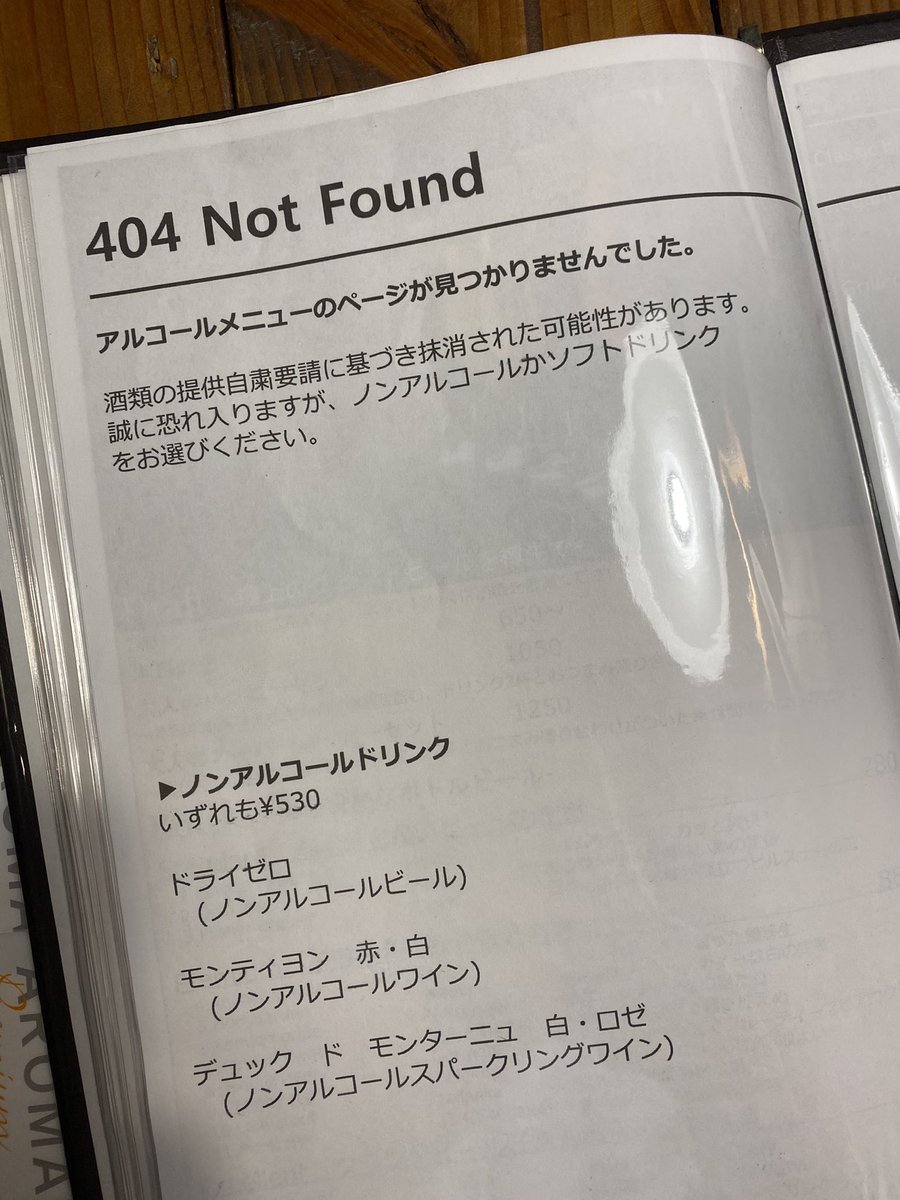 404 Not Found
アルコールメニューのページが見つかりませんでした。
酒類の提供自粛要請に基づき抹消された可能性があります。
誠に恐れ入りますが、ノンアルコールかソフトドリンク
をお選びください。
650～
1050
1250
▶ノンアルコールドリンク
いずれも¥530
ドライゼロ
(ノンアルコールビール)
モンティヨン 赤・白
(ノンアルコールワイン)
デュック ド モンターニュ 白・ロゼ
(ノンアルコールスパークリングワイン)
AROMA